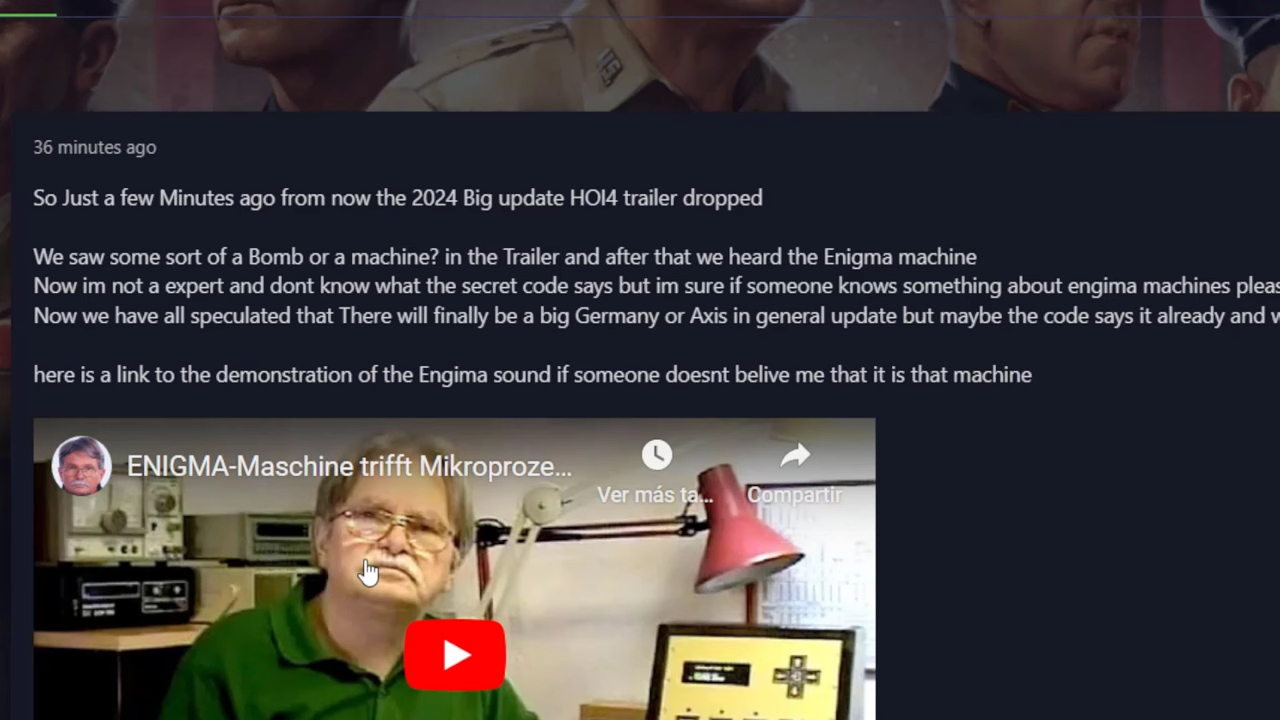 U.S.
36 minutes ago
So Just a few Minutes ago from now the 2024 Big update HOI4 trailer dropped
We saw some sort of a Bomb or a machine? in the Trailer and after that we heard the Enigma machine
Now im not a expert and dont know what the secret code says but im sure if someone knows something about engima machines pleas
Now we have all speculated that There will finally be a big Germany or Axis in general update but maybe the code says it already and w
here is a link to the demonstration of the Engima sound if someone doesnt belive me that it is that machine
ENIGMA-Maschine trifft Mikroproze...
Ver más ta...
Compartir